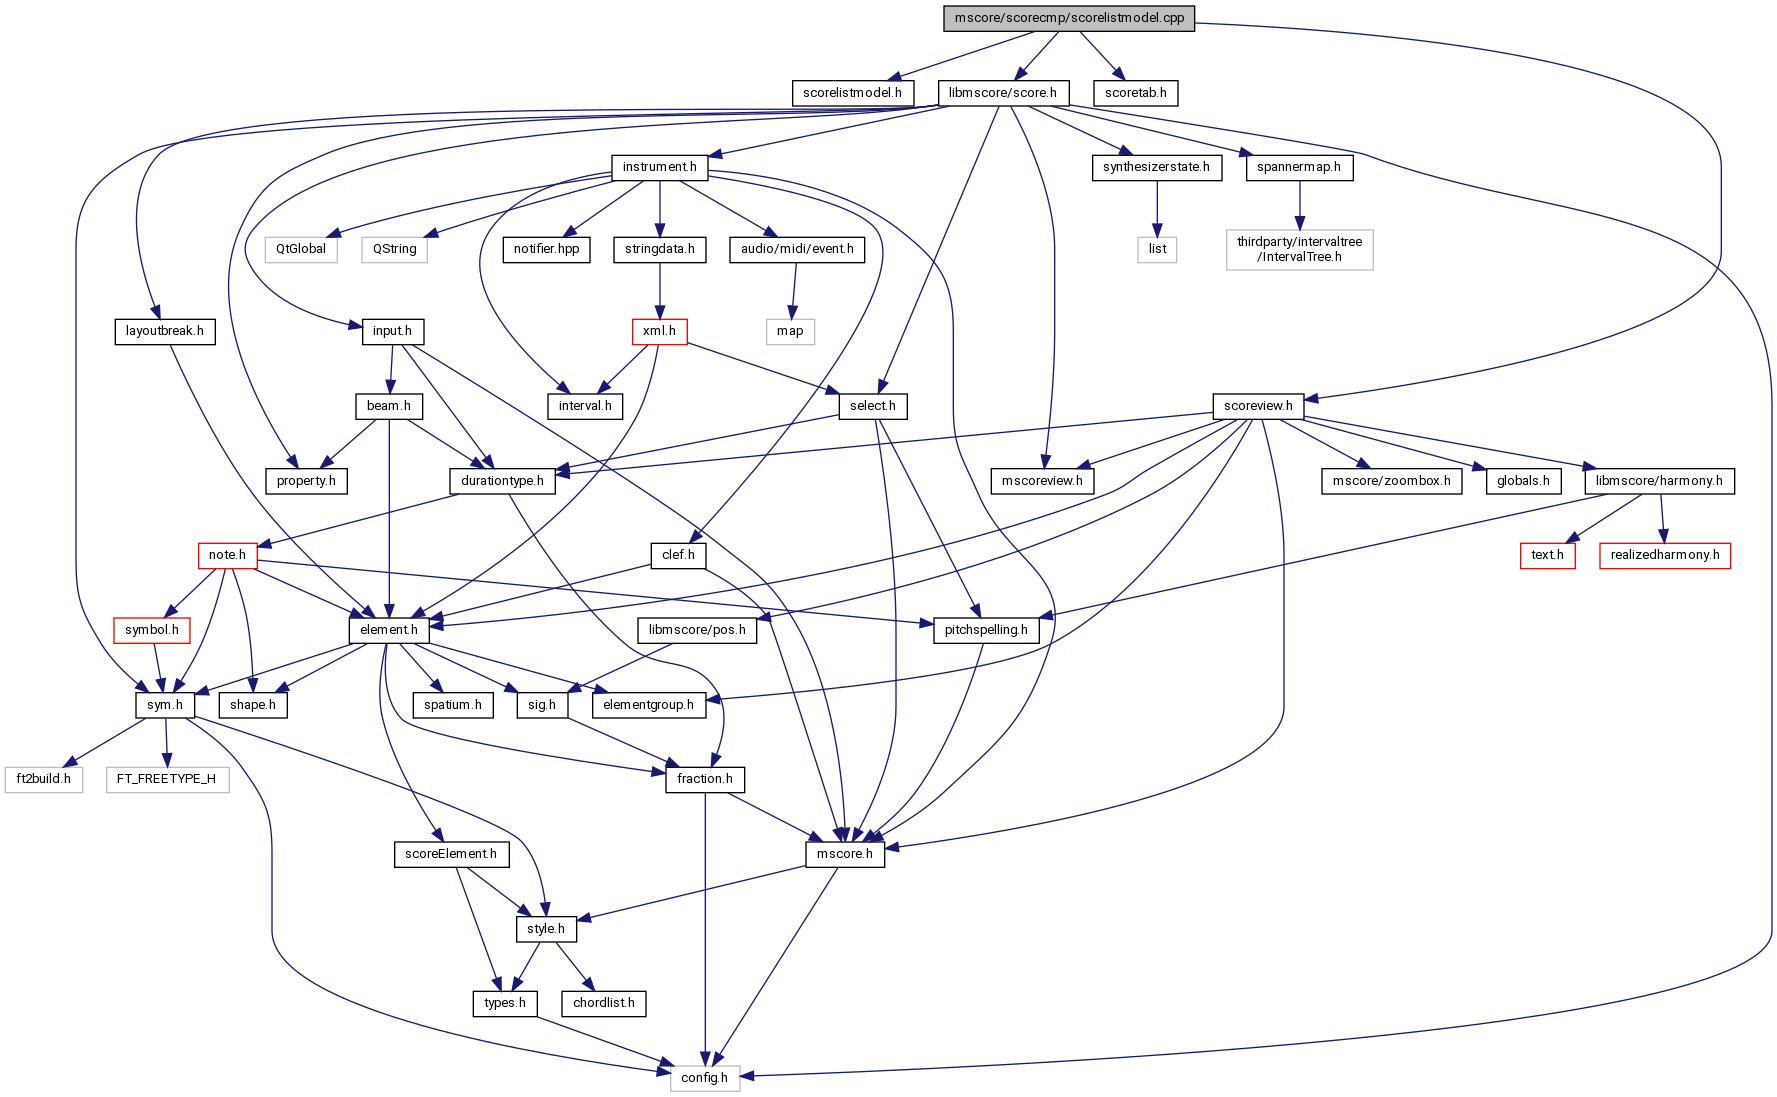 mscore/scorecmp/scorelistmodel.cpp
scorelistmodel.h
libmscore/score.h
scoretab.h
instrument.h
synthesizerstate.h
spannermap.h
QtGlobal
QString
notifier.hpp
stringdata.h
audio/midi/event.h
list
thirdparty/intervaltree
/IntervalTree.h
layoutbreak.h
input.h
xml.h
map
beam.h
interval.h
select.h
scoreview.h
property.h
durationtype.h
mscoreview.h
mscore/zoombox.h
globals.h
libmscore/harmony.h
note.h
clef.h
text.h
realizedharmony.h
symbol.h
element.h
libmscore/pos.h
pitchspelling.h
sym.h
shape.h
spatium.h
sig.h
elementgroup.h
ft2build.h
FT_FREETYPE_H
fraction.h
scoreElement.h
mscore.h
style.h
types.h
chordlist.h
config.h